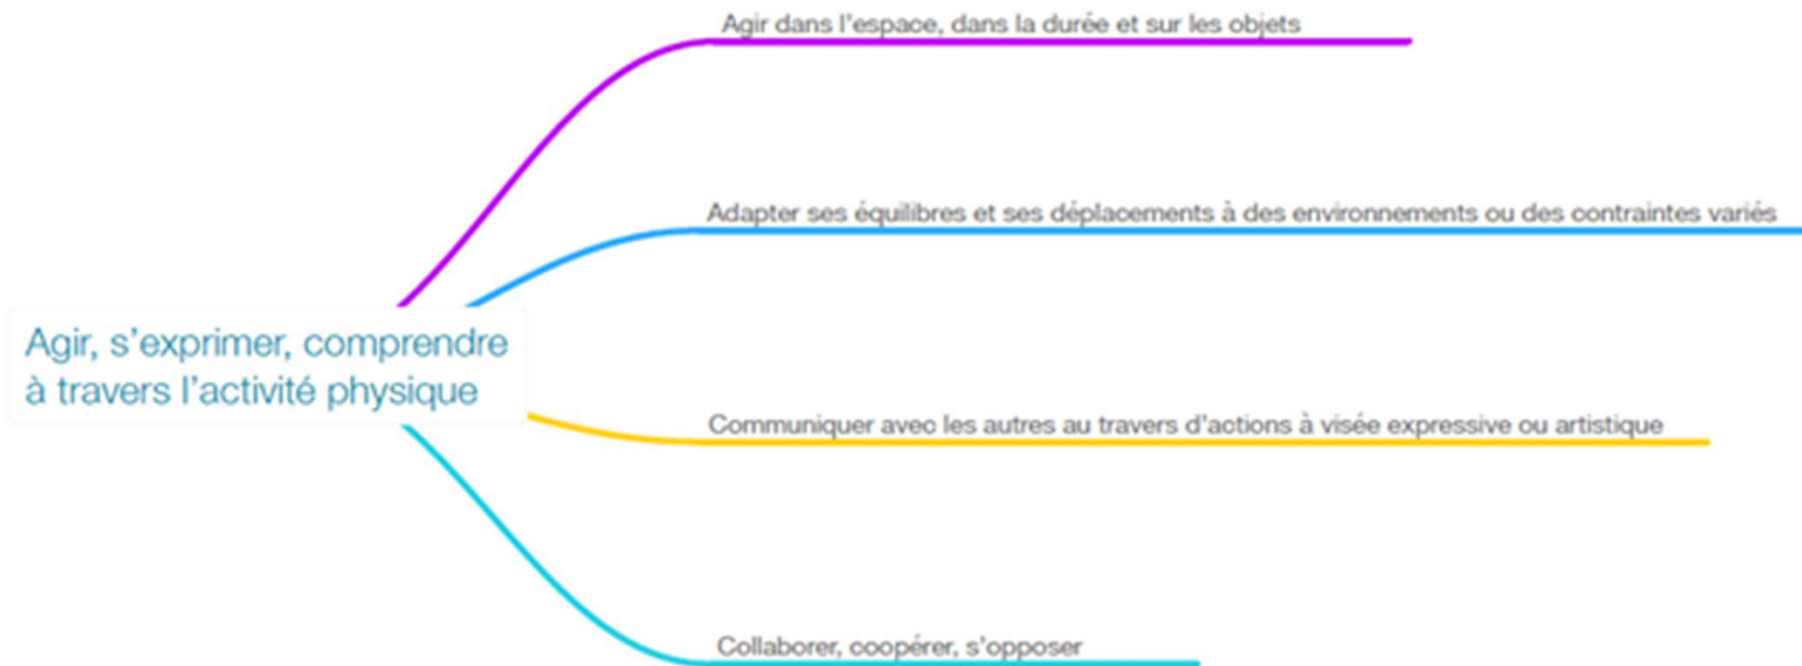 Agir dans l'espace, dans la durée et sur les objets
Adapter ses équilibres et ses déplacements à des environnements ou des contraintes variés
Agir, s'exprimer, comprendre
à travers l'activité physique
Communiquer avec les autres au travers d'actions à visée expressive ou artistique
Collaborer, coopérer, s'opposer